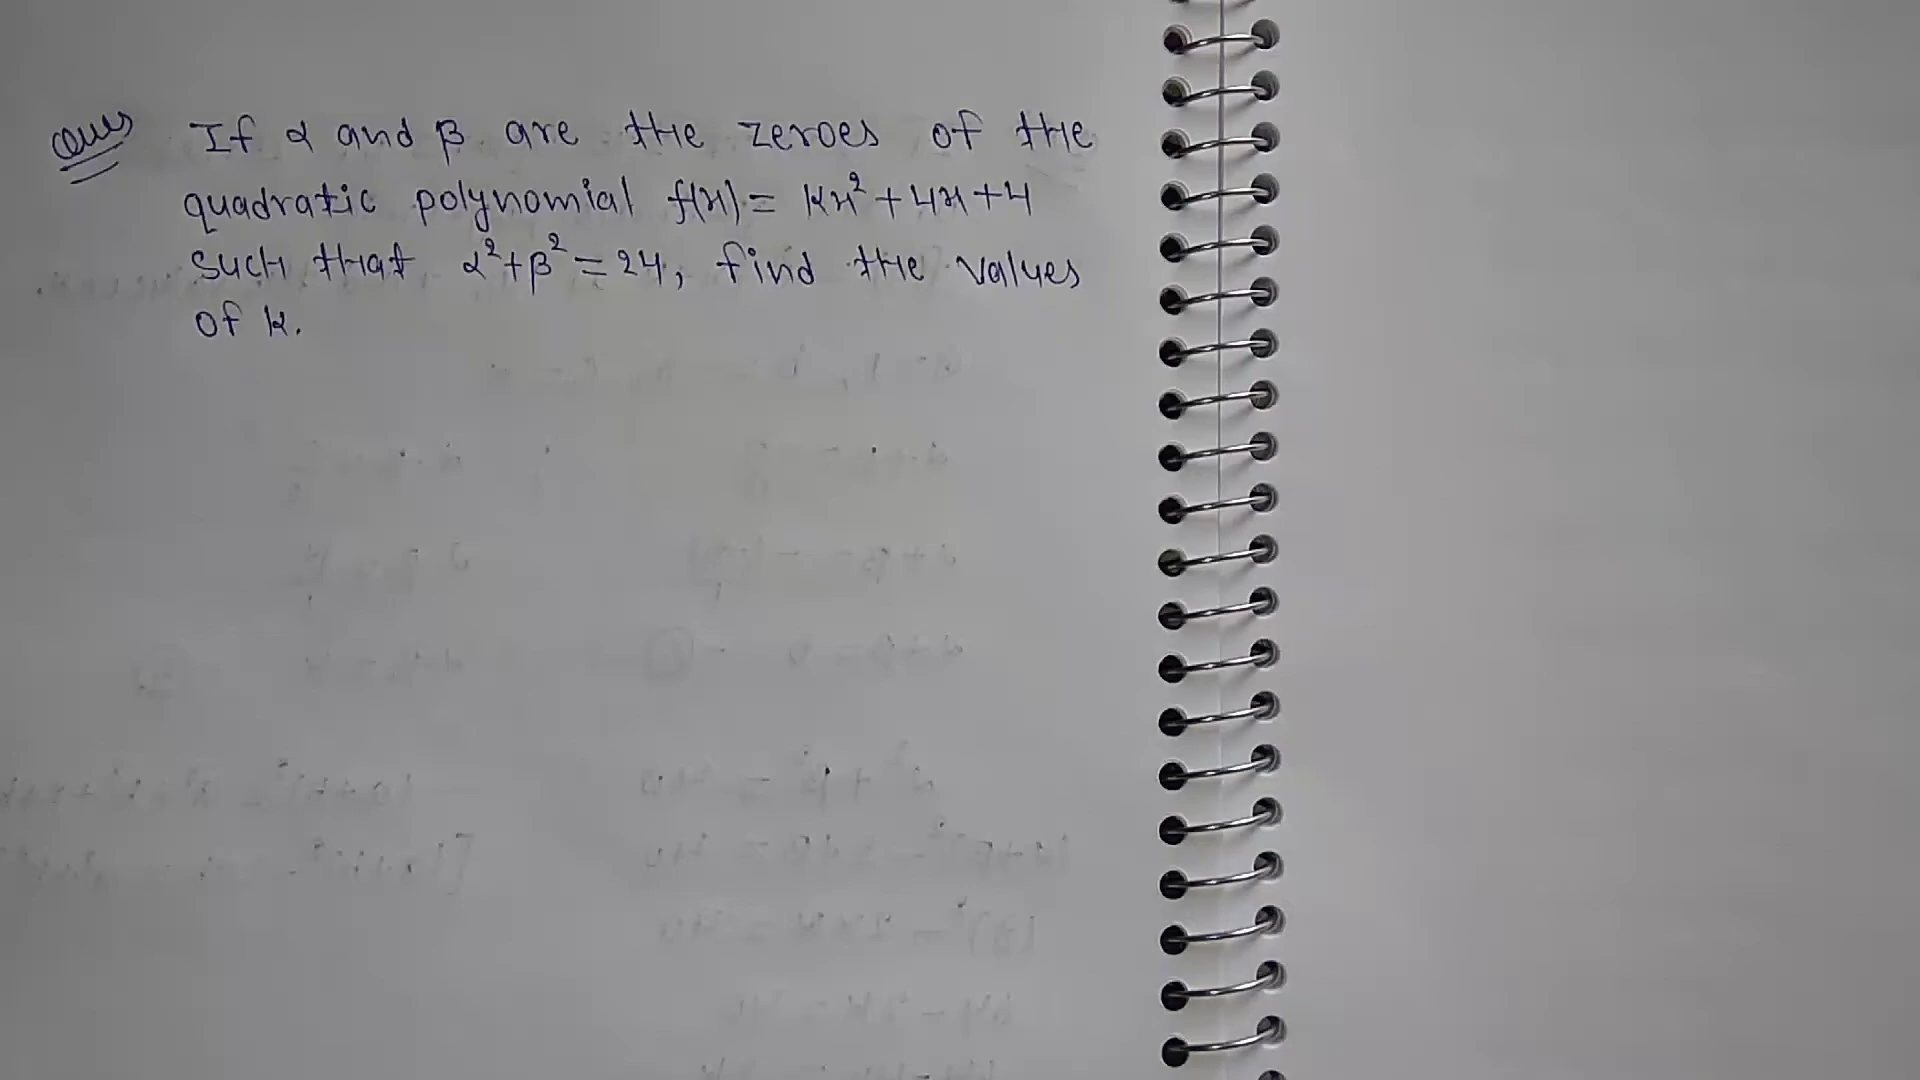 Ques If α and β are the zeroes of the
quadratic polynomial f(x) = kx² + 4x + 4
such that α² + β² = 24, find the values
of k.